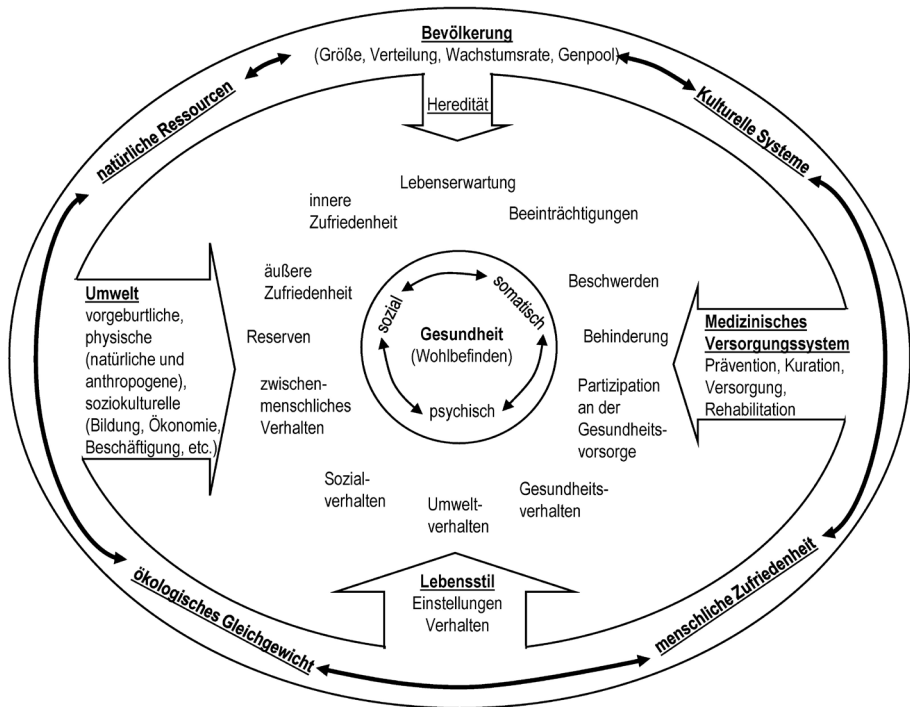 Bevölkerung
(Größe, Verteilung, Wachstumsrate, Genpool)
natürliche Ressourcen
Kulturelle Systeme
Heredität
Lebenserwartung
innere
Zufriedenheit
Beeinträchtigungen
äußere
Zufriedenheit
Beschwerden
sozial
somatisch
Umwelt
vorgeburtliche,
physische
(natürliche und
anthropogene),
soziokulturelle
(Bildung, Ökonomie,
Beschäftigung, etc.)
Reserven
Gesundheit
(Wohlbefinden)
Behinderung
Medizinisches
Versorgungssystem
Prävention, Kuration,
Versorgung,
Rehabilitation
zwischen-
menschliches
Verhalten
psychisch
Partizipation
an der
Gesundheits-
vorsorge
Sozial-
verhalten
Umwelt-
verhalten
Gesundheits-
verhalten
Lebensstil
Einstellungen
Verhalten
ökologisches Gleichgewicht
menschliche Zufriedenheit